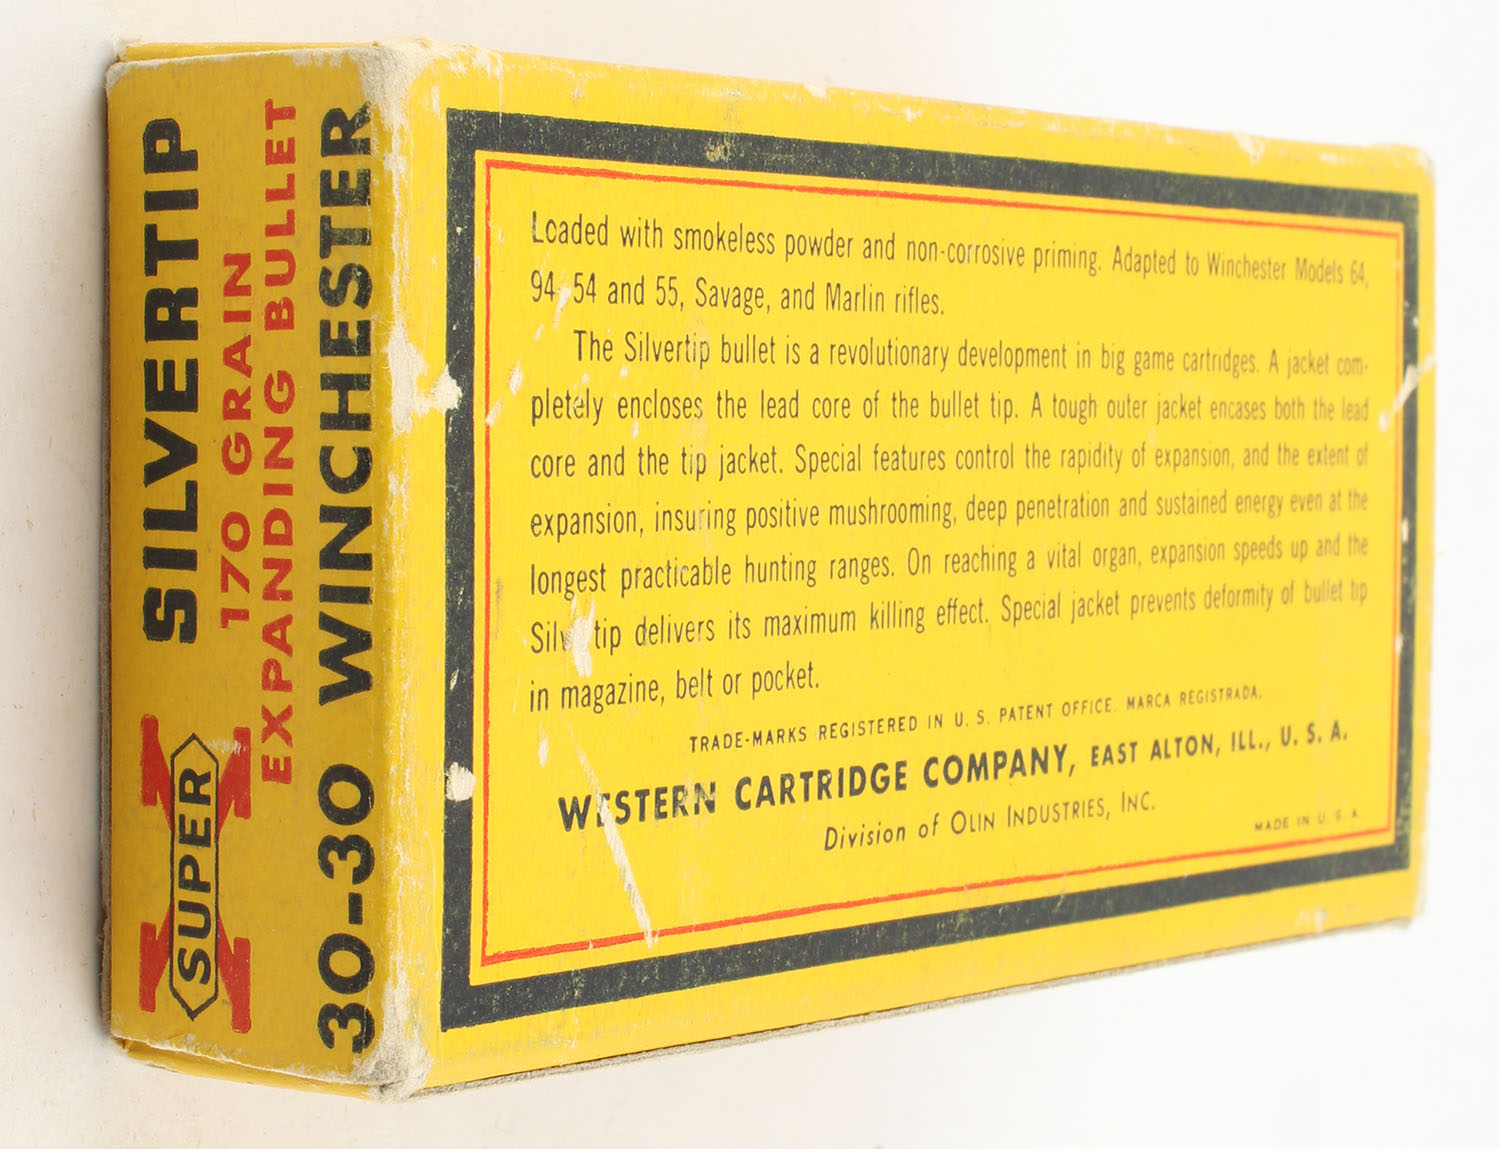 SUPER X
SILVERTIP
170 GRAIN
EXPANDING BULLET
30-30 WINCHESTER
Loaded with smokeless powder and non-corrosive priming. Adapted to Winchester Models 64,
94, 54 and 55, Savage, and Marlin rifles.
The Silvertip bullet is a revolutionary development in big game cartridges. A jacket com-
pletely encloses the lead core of the bullet tip. A tough outer jacket encases both the lead
core and the tip jacket. Special features control the rapidity of expansion, and the extent of
expansion, insuring positive mushrooming, deep penetration and sustained energy even at the
longest practicable hunting ranges. On reaching a vital organ, expansion speeds up and the
Silvertip delivers its maximum killing effect. Special jacket prevents deformity of bullet tip
in magazine, belt or pocket.
TRADE-MARKS REGISTERED IN U. S. PATENT OFFICE. MARCA REGISTRADA.
WESTERN CARTRIDGE COMPANY, EAST ALTON, ILL., U. S. A.
Division of OLIN INDUSTRIES, INC.
MADE IN U. S. A.